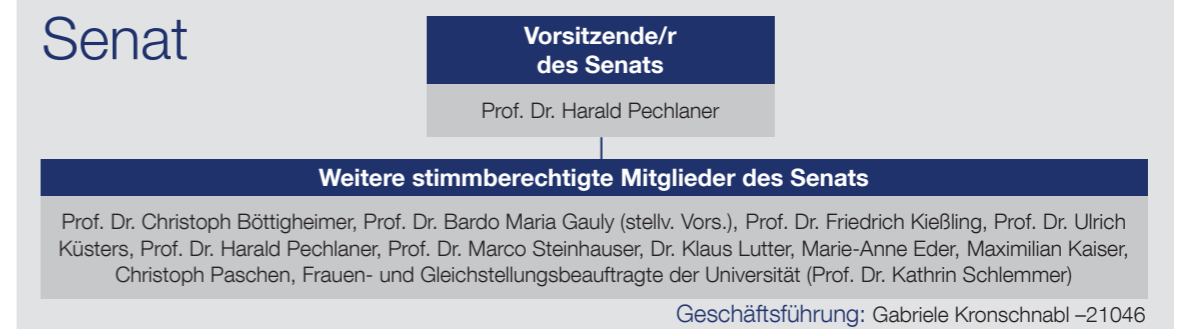 Senat
Vorsitzende/r
des Senats
Prof. Dr. Harald Pechlaner
Weitere stimmberechtigte Mitglieder des Senats
Prof. Dr. Christoph Böttigheimer, Prof. Dr. Bardo Maria Gauly (stellv. Vors.), Prof. Dr. Friedrich Kießling, Prof. Dr. Ulrich
Küsters, Prof. Dr. Harald Pechlaner, Prof. Dr. Marco Steinhauser, Dr. Klaus Lutter, Marie-Anne Eder, Maximilian Kaiser,
Christoph Paschen, Frauen- und Gleichstellungsbeauftragte der Universität (Prof. Dr. Kathrin Schlemmer)
Geschäftsführung: Gabriele Kronschnabl –21046